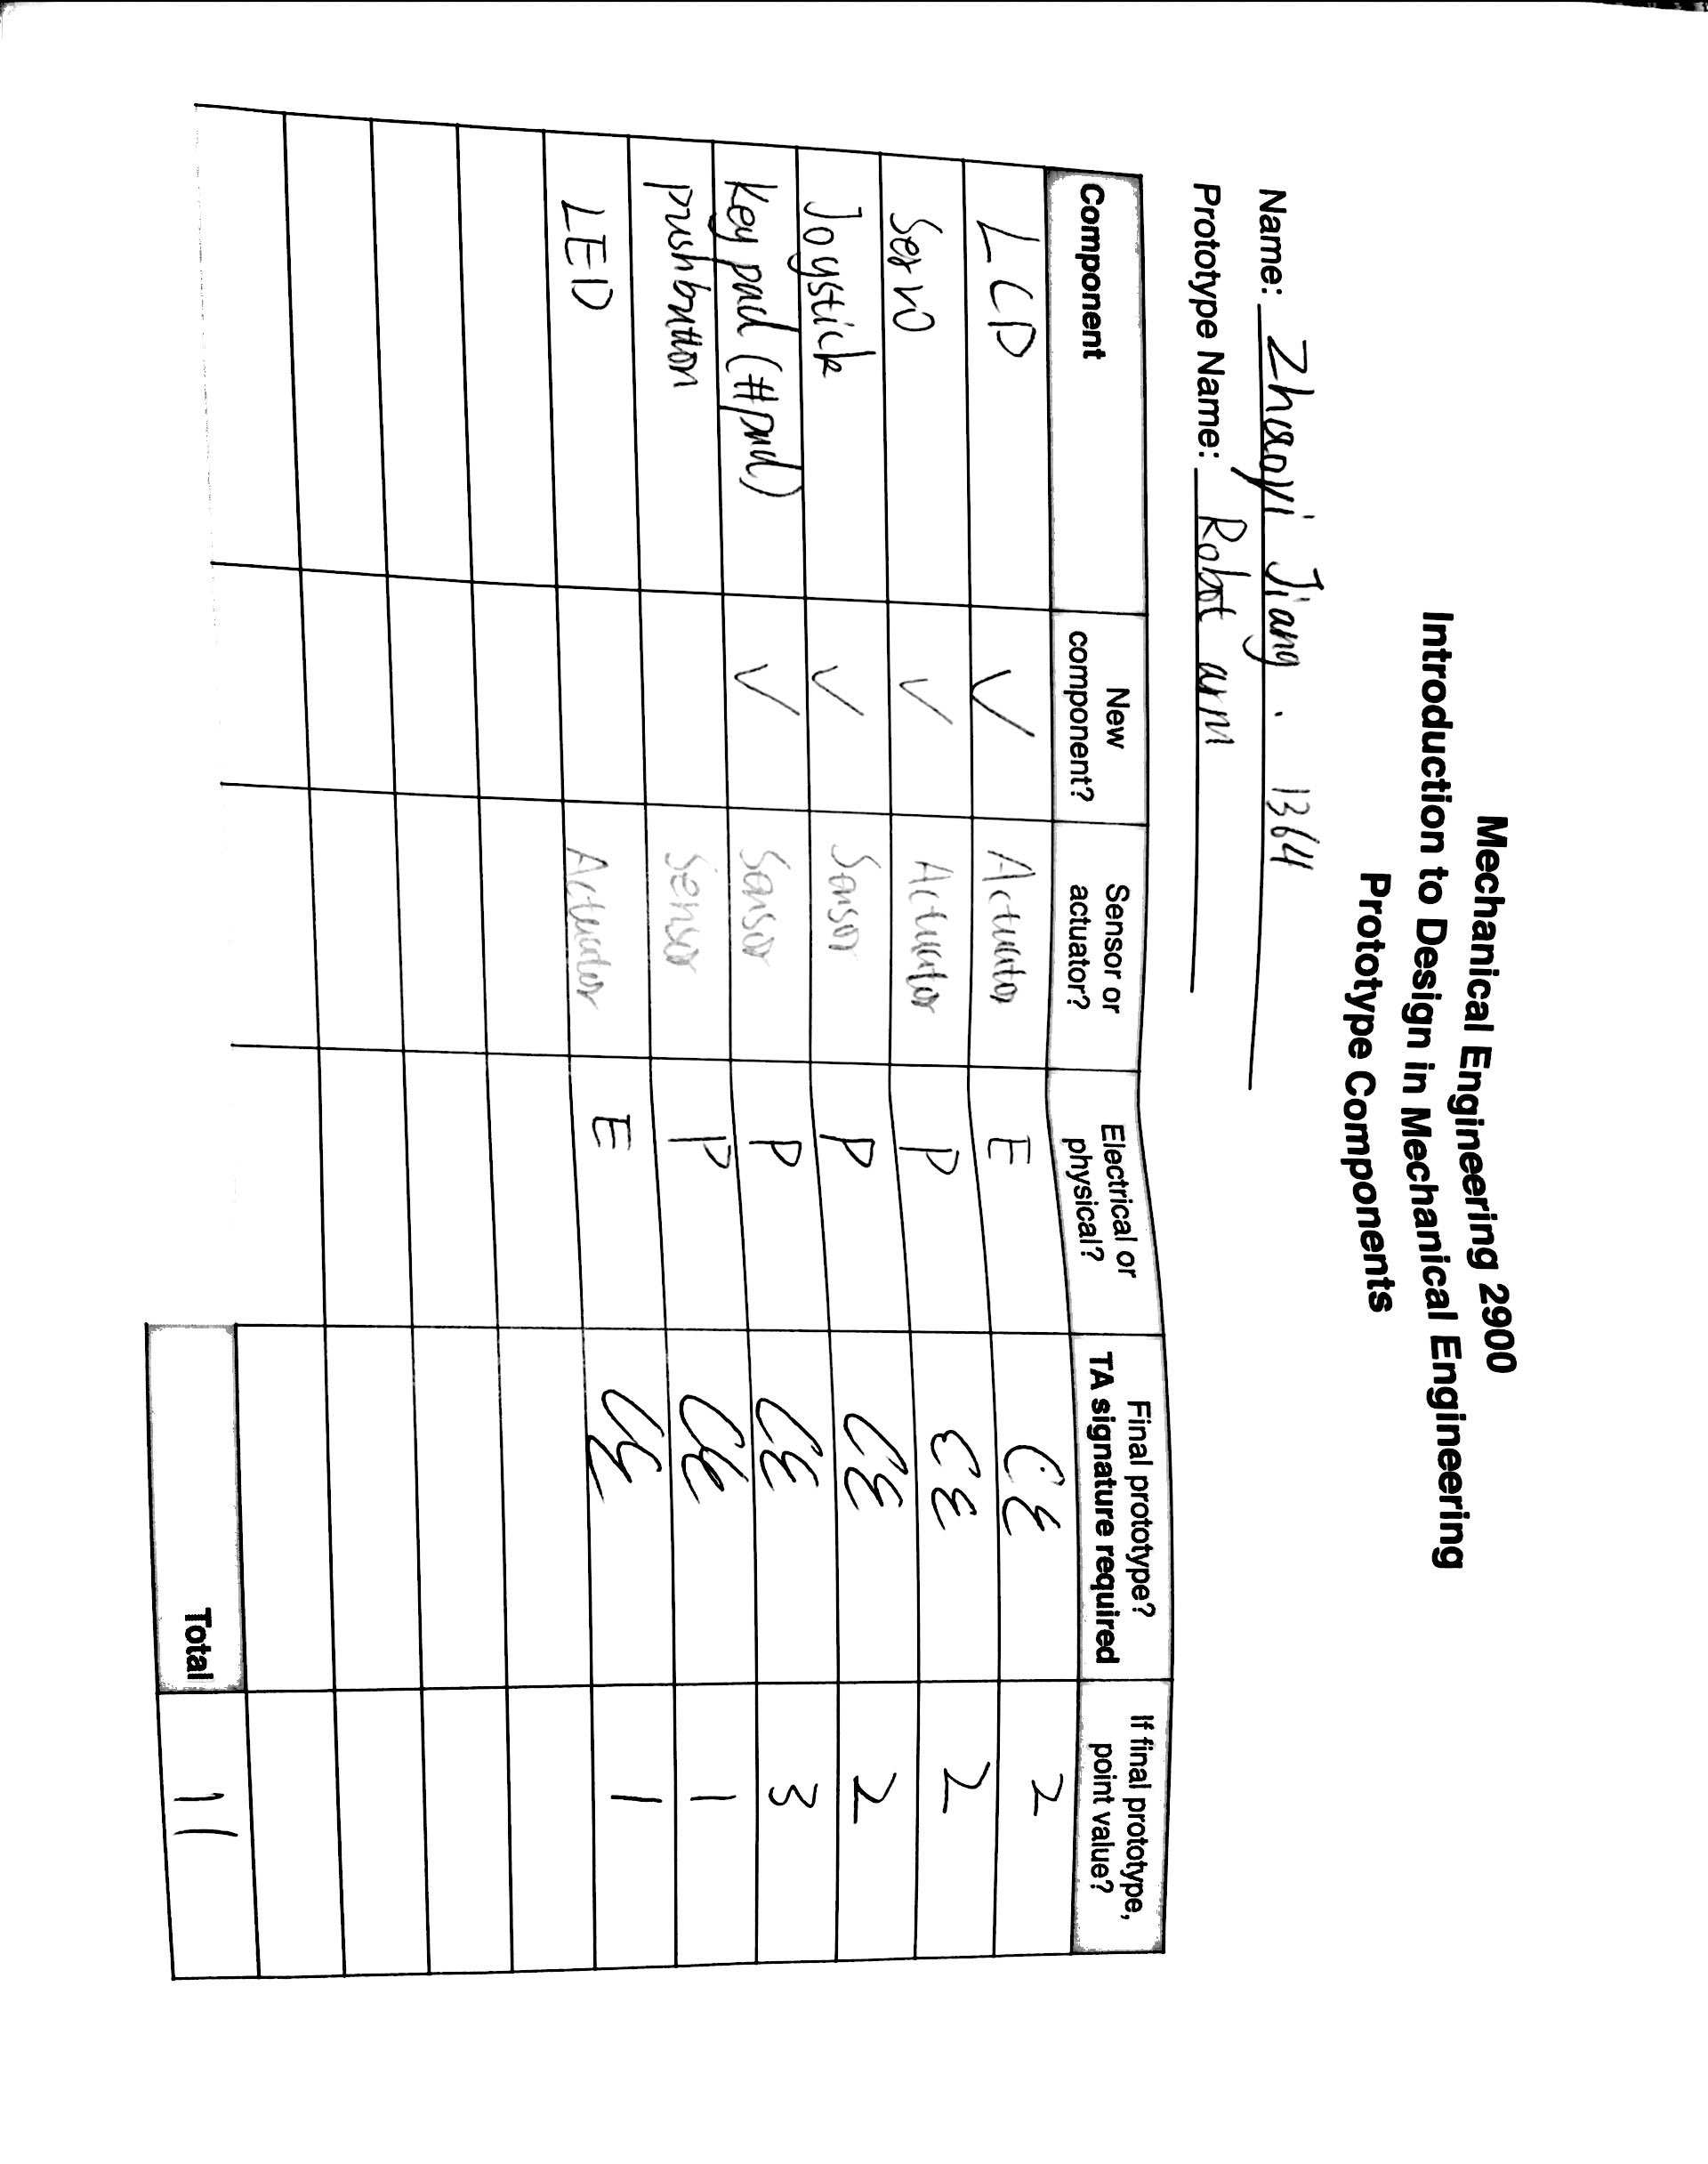 Mechanical Engineering 2900
Introduction to Design in Mechanical Engineering
Prototype Components
Name: Zhaoyi Jiang . 1364
Prototype Name: Robot arm
Component New component? Sensor or actuator? Electrical or physical? Final prototype? TA signature required If final prototype, point value?
LCD ✓ Actuator E CE 2
Servo ✓ Actuator P CE 2
Joystick ✓ Sensor P CE 2
Keypad (#pad) ✓ Sensor P CE 3
pushbutton Sensor P CE 1
LED Actuator E CE 1
Total 11